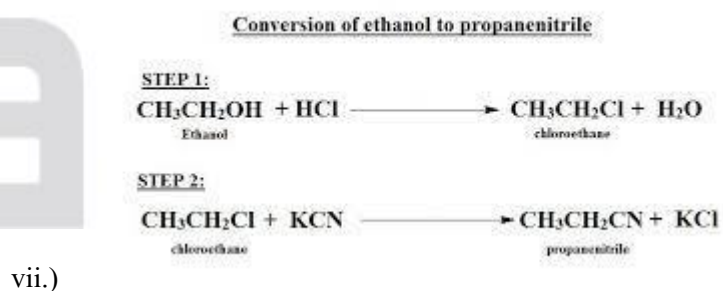 Conversion of ethanol to propanenitrile
STEP 1:
CH₃CH₂OH + HCl → CH₃CH₂Cl + H₂O
Ethanol chloroethane
STEP 2:
CH₃CH₂Cl + KCN → CH₃CH₂CN + KCl
chloroethane propanenitrile
vii.)